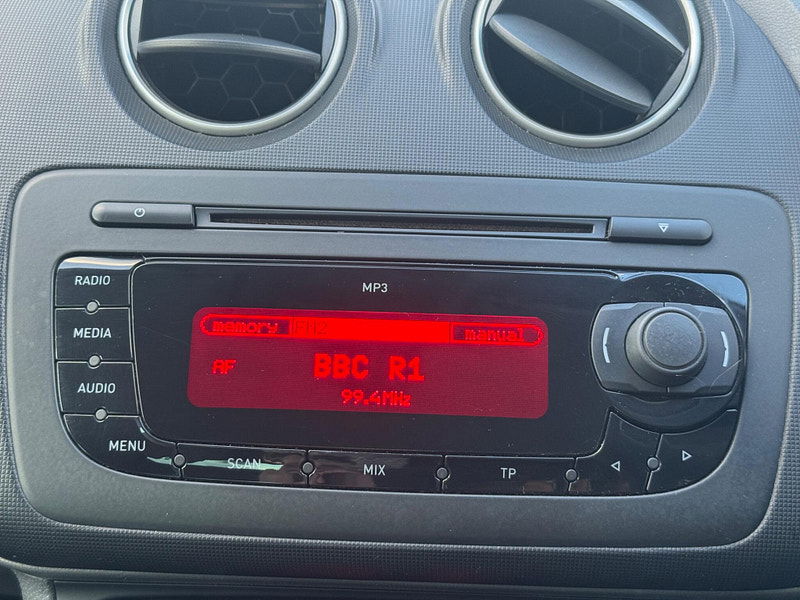 MP3
RADIO
memory FM2 manual
MEDIA
AF BBC R1
AUDIO
99.4MHz
MENU
SCAN
MIX
TP